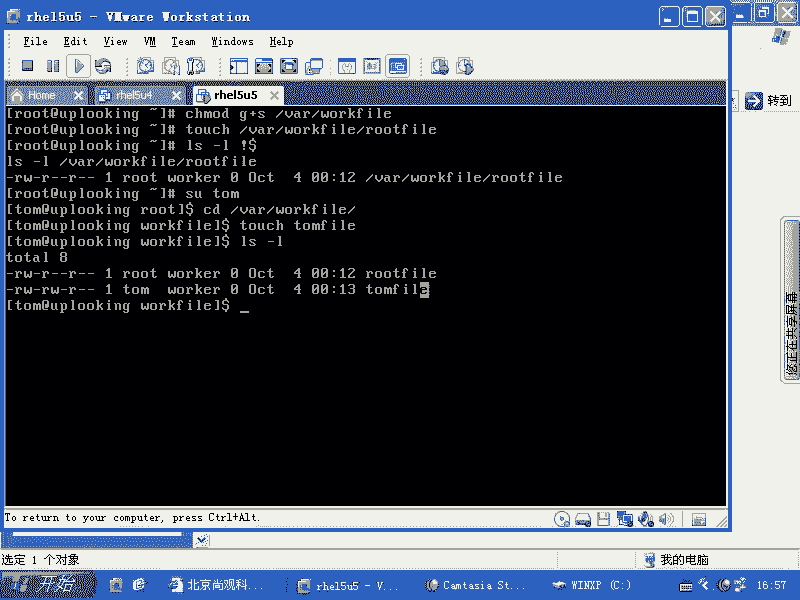 rhel5u5 - VMware Workstation
File Edit View VM Team Windows Help
Home rhel5u4 rhel5u5
转到
[root@uplooking ~]# chmod g+s /var/workfile
[root@uplooking ~]# touch /var/workfile/rootfile
[root@uplooking ~]# ls -l !$
ls -l /var/workfile/rootfile
-rw-r--r-- 1 root worker 0 Oct  4 00:12 /var/workfile/rootfile
[root@uplooking ~]# su tom
[tom@uplooking root]$ cd /var/workfile/
[tom@uplooking workfile]$ touch tomfile
[tom@uplooking workfile]$ ls -l
total 8
-rw-r--r-- 1 root worker 0 Oct  4 00:12 rootfile
-rw-rw-r-- 1 tom  worker 0 Oct  4 00:13 tomfile
[tom@uplooking workfile]$ _
您正在共享屏幕
To return to your computer, press Ctrl+Alt.
选定 1 个对象
我的电脑
开始 北京尚观科... rhel5u5 - V... Camtasia St... WINXP (C:) 16:57